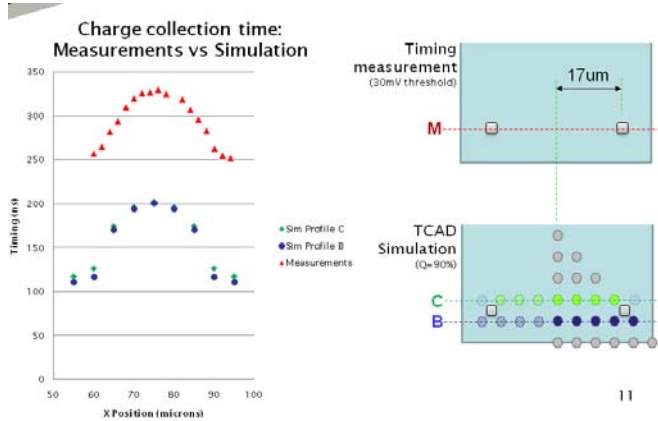 Charge collection time:
Measurements vs Simulation
350
300
250
200
150
100
50
0
Timing(ns)
50
60
70
80
90
100
X Position (microns)
Sim Profile C
Sim Profile B
Measurements
Timing
measurement
(30mV threshold)
17um
M
TCAD
Simulation
(Q=90%)
C
B
11